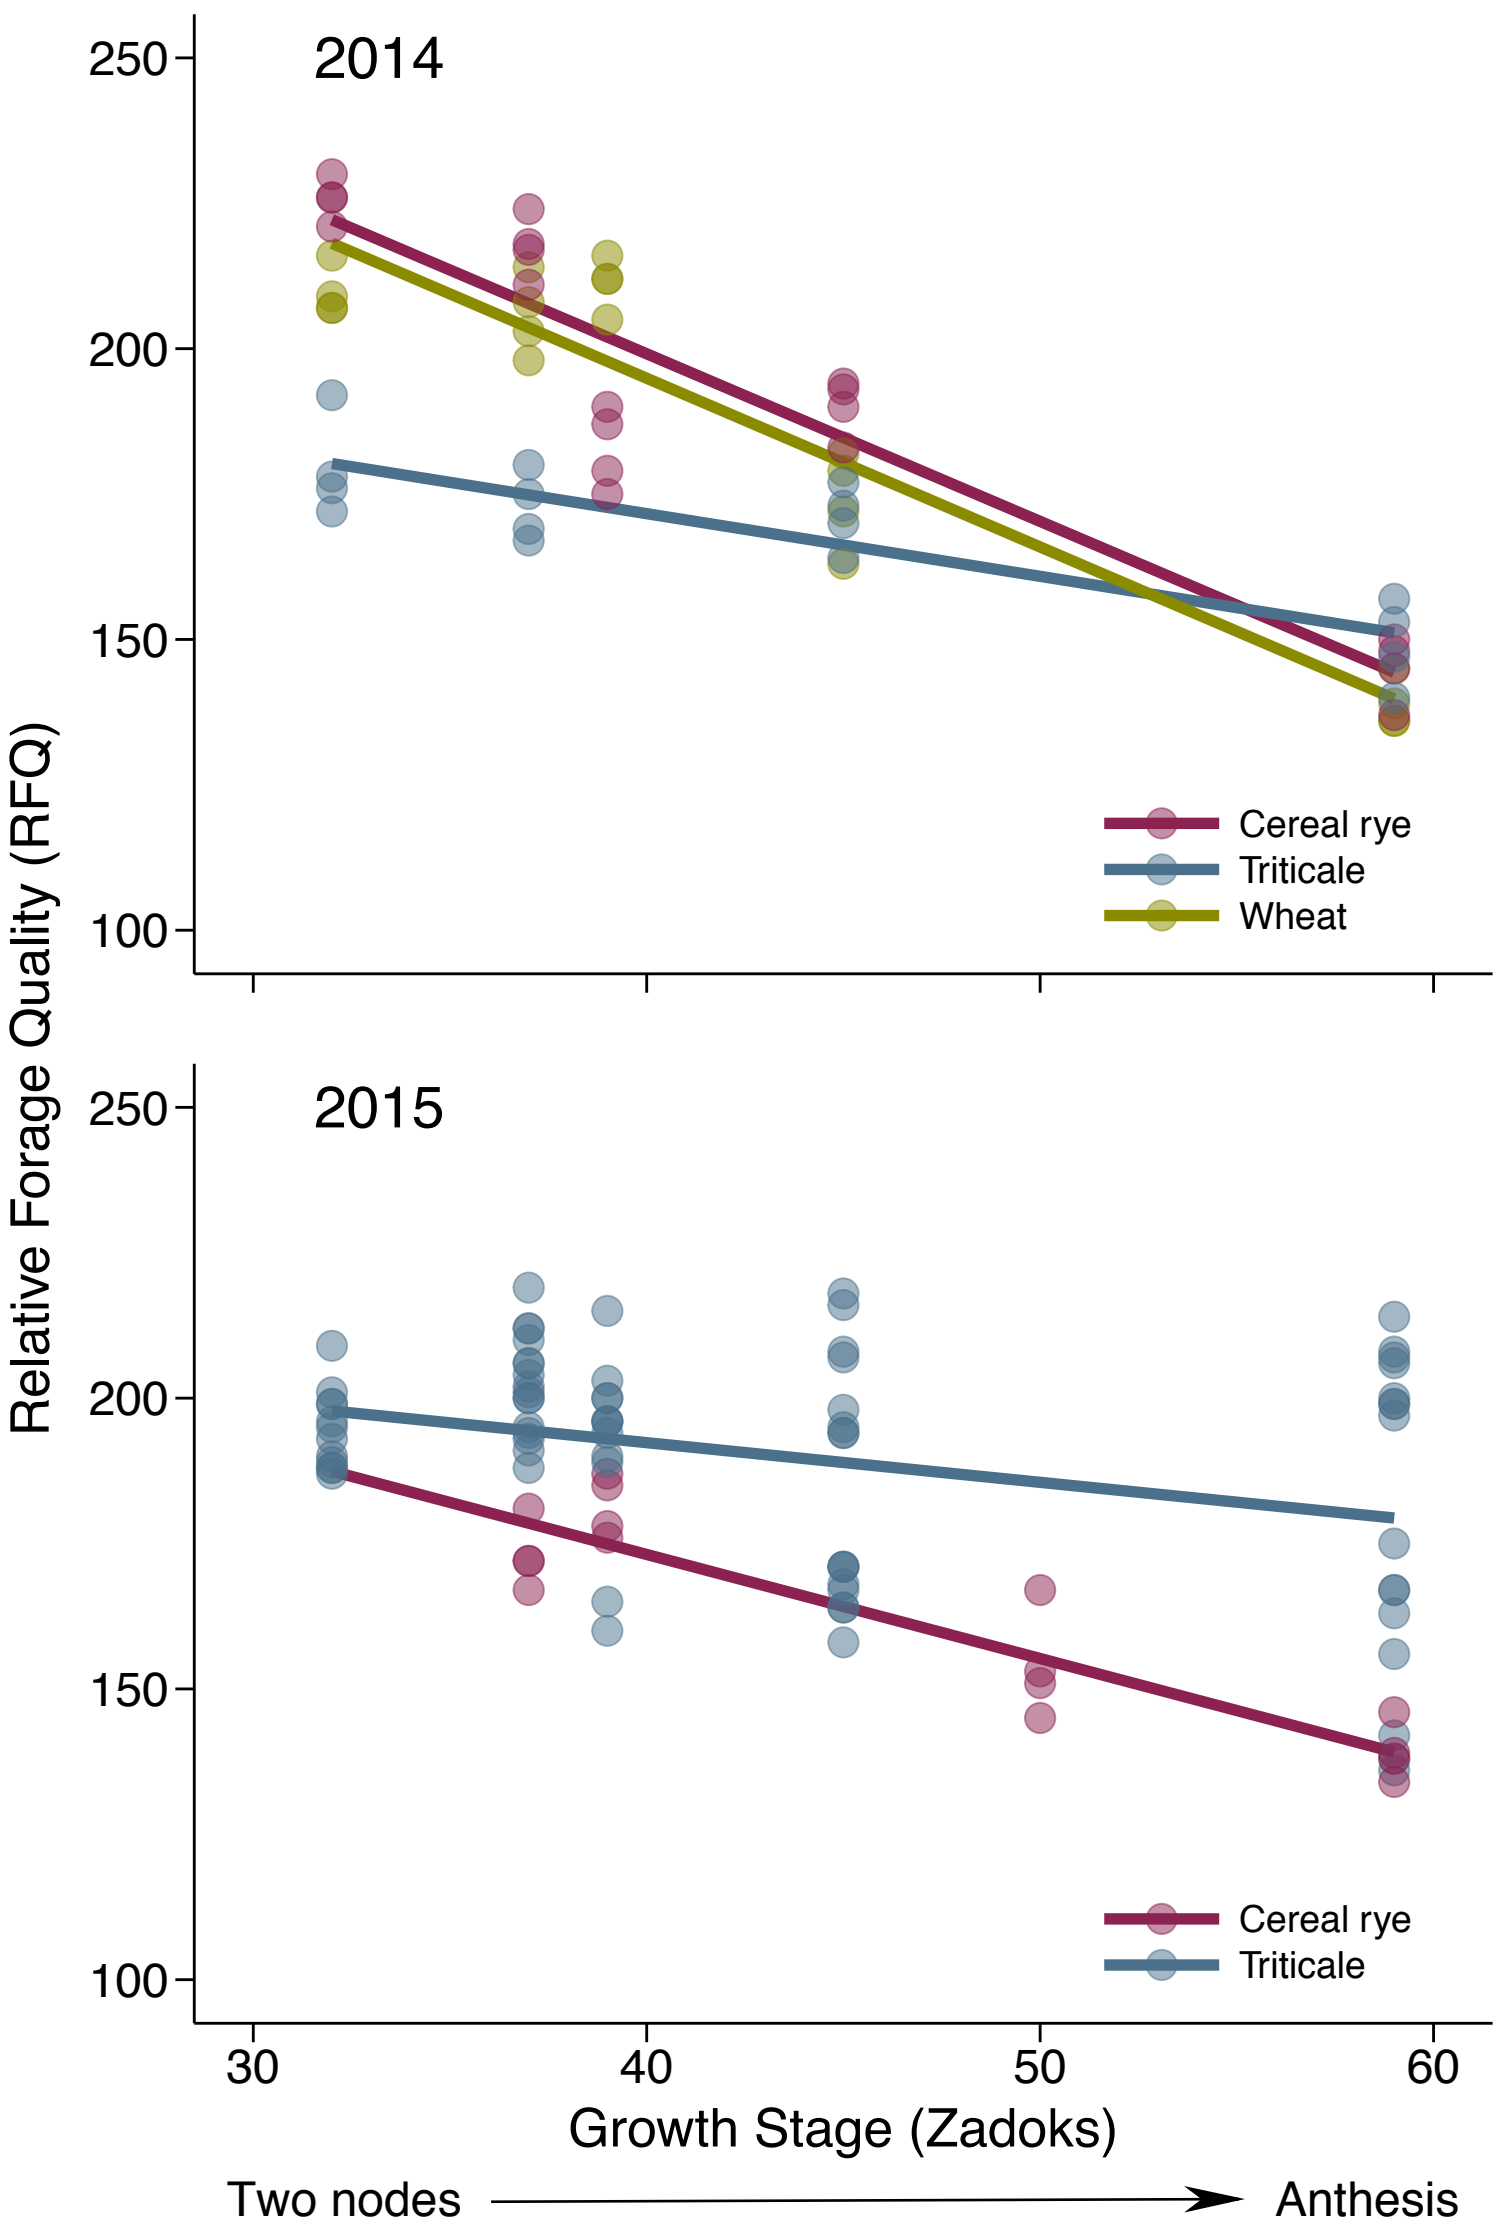 2014
250
200
150
100
Cereal rye
Triticale
Wheat
Relative Forage Quality (RFQ)
2015
250
200
150
100
Cereal rye
Triticale
30 40 50 60
Growth Stage (Zadoks)
Two nodes Anthesis